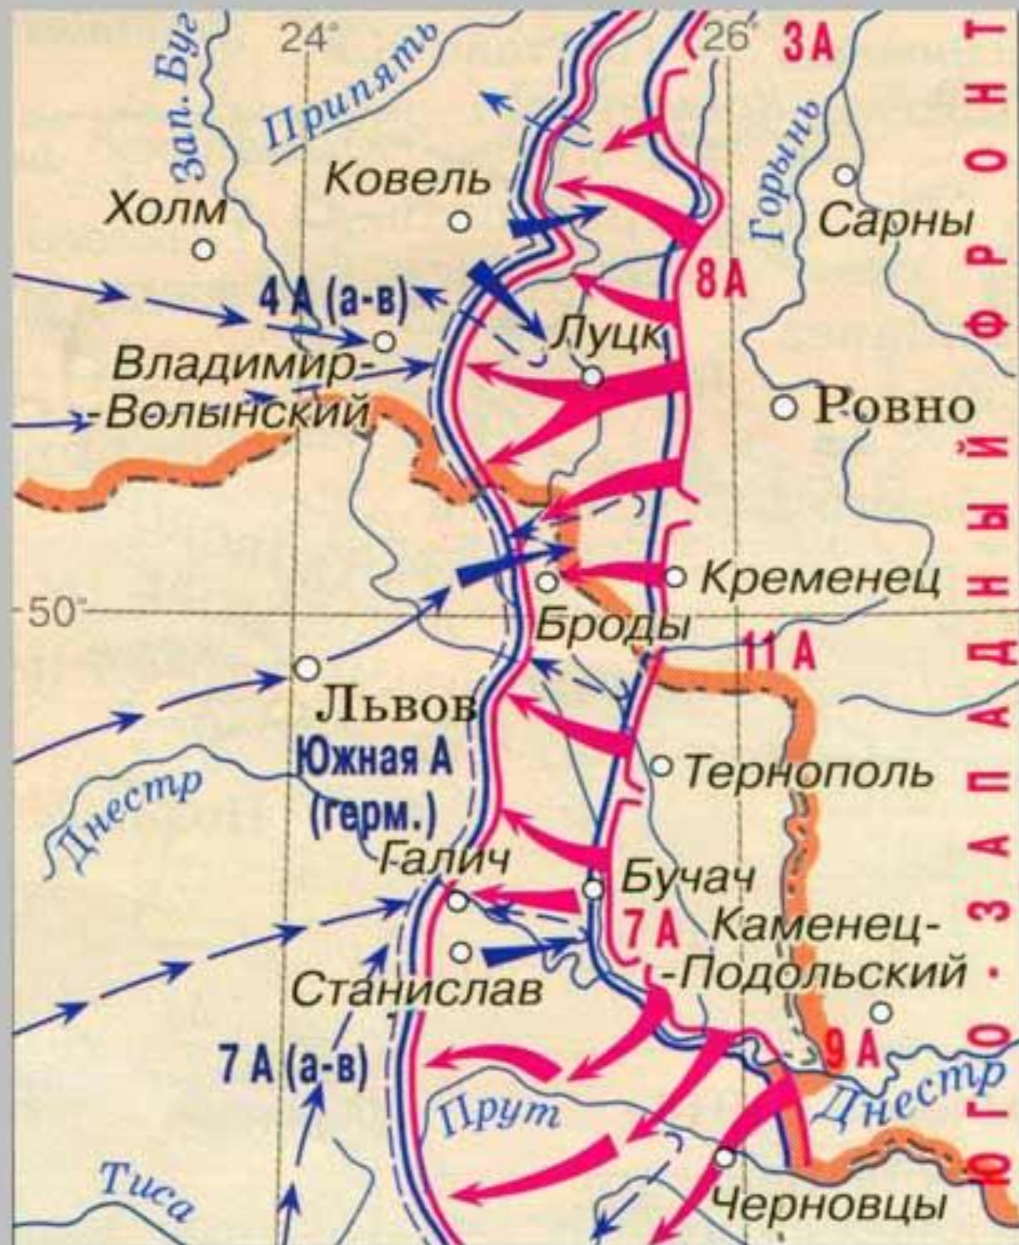 24°
26°
3 А
Зап. Буг
Припять
Горынь
Ковель
Холм
Сарны
8 А
4 А (а-в)
Луцк
Владимир-
-Волынский
Ровно
Кременец
50°
Броды
11 А
Львов
Южная А
(герм.)
Тернополь
Днестр
Галич
Бучач
7 А
Каменец-
-Подольский
Станислав
9 А
7 А (а-в)
Прут
Днестр
Тиса
Черновцы
ЮГО-ЗАПАДНЫЙ ФРОНТ